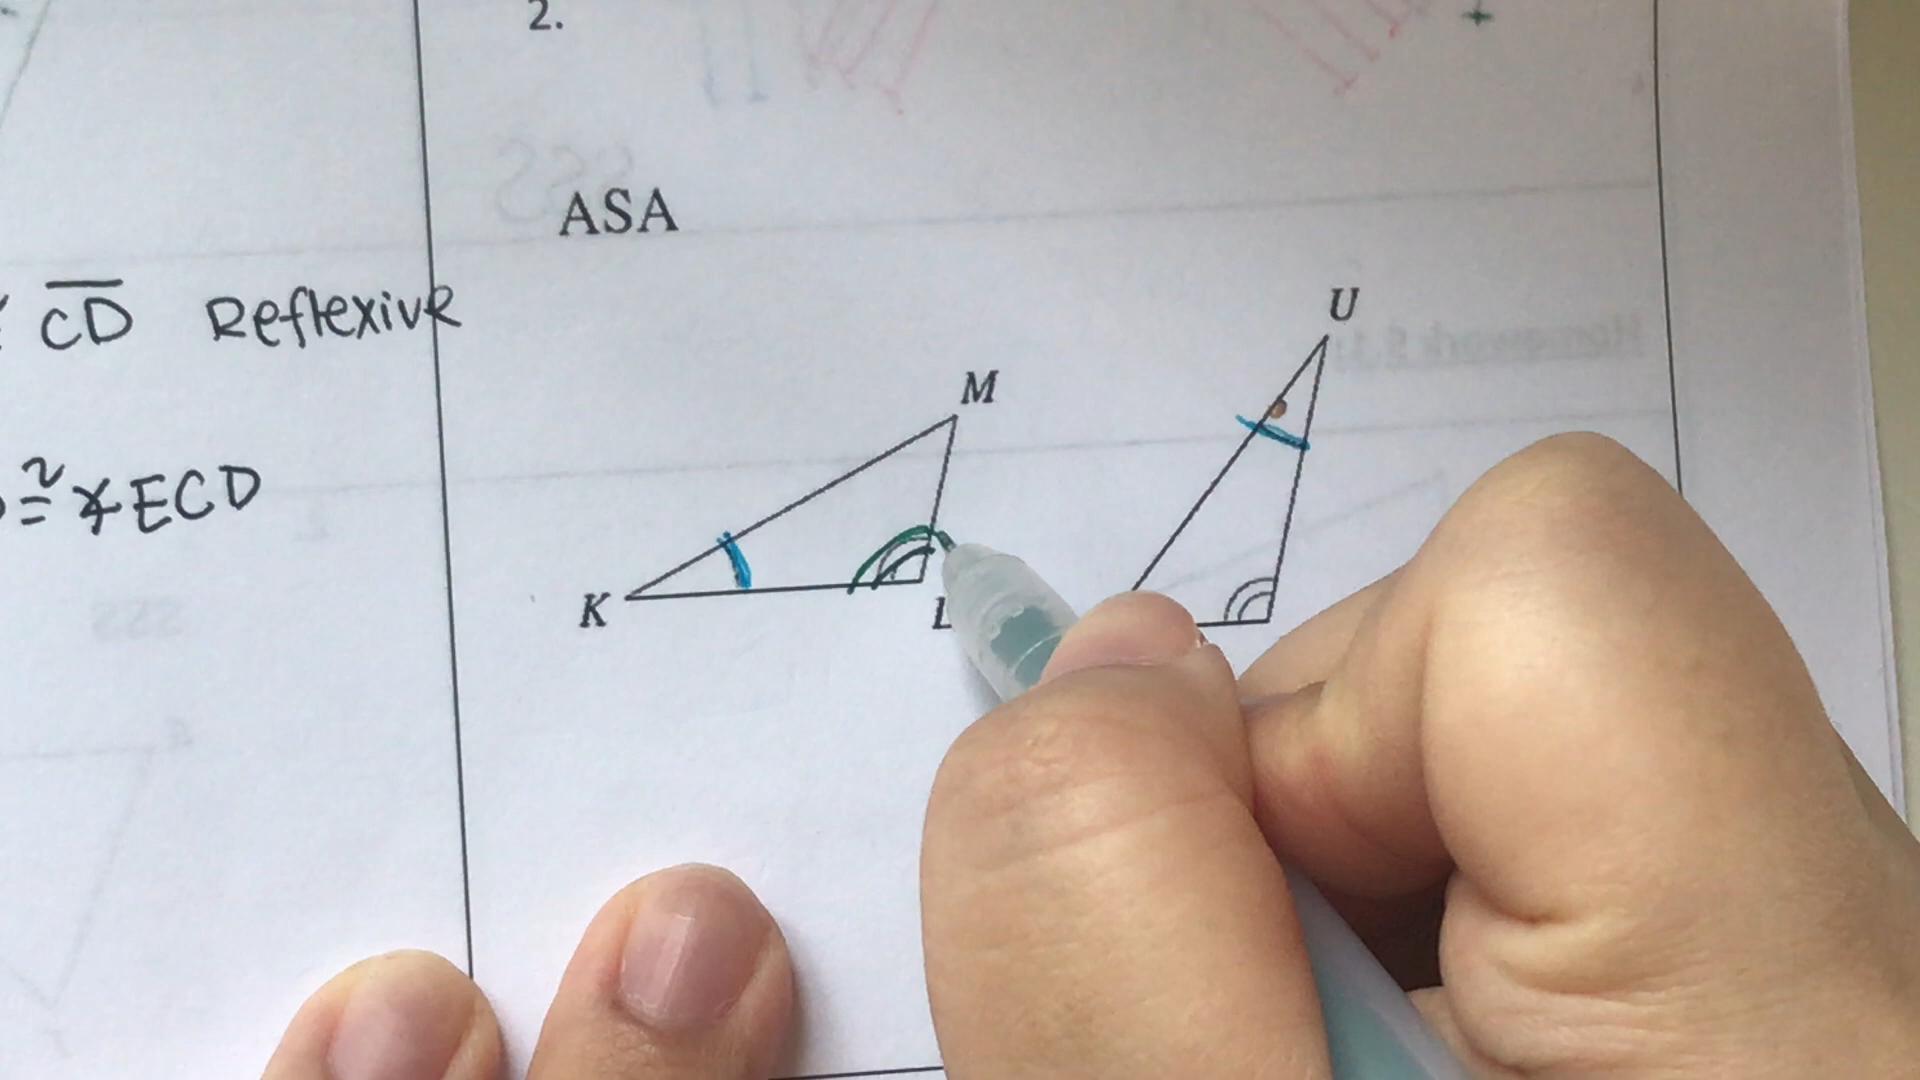 2.
ASA
CD Reflexive
≅ ∡ECD
U
M
K
L